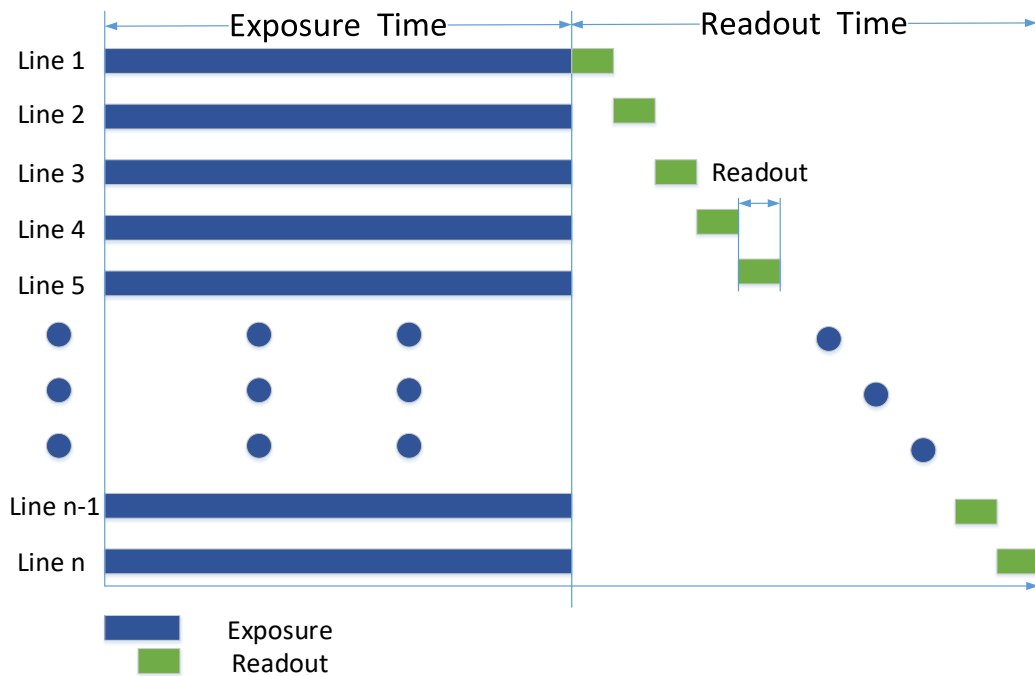 Exposure Time
Readout Time
Line 1
Line 2
Line 3
Readout
Line 4
Line 5
Line n-1
Line n
Exposure
Readout